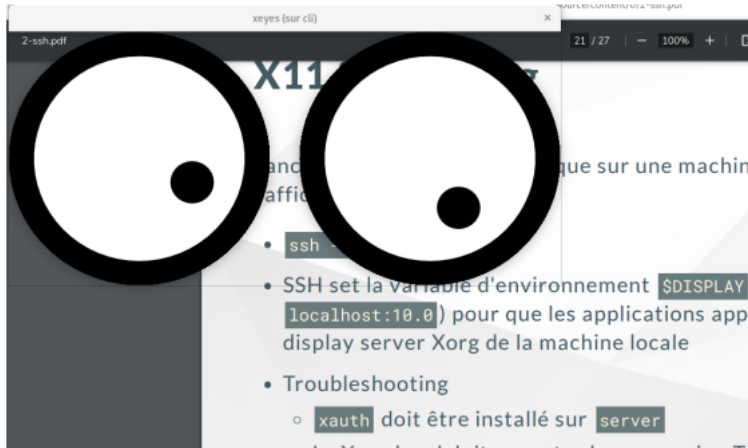 xeyes (sur cli) ×
2-ssh.pdf 21 / 27 | − 100% + |
X11
que sur une machin
affic
• ssh
• SSH set la variable d'environnement $DISPLAY
localhost:10.0) pour que les applications app
display server Xorg de la machine locale
• Troubleshooting
◦ xauth doit être installé sur server